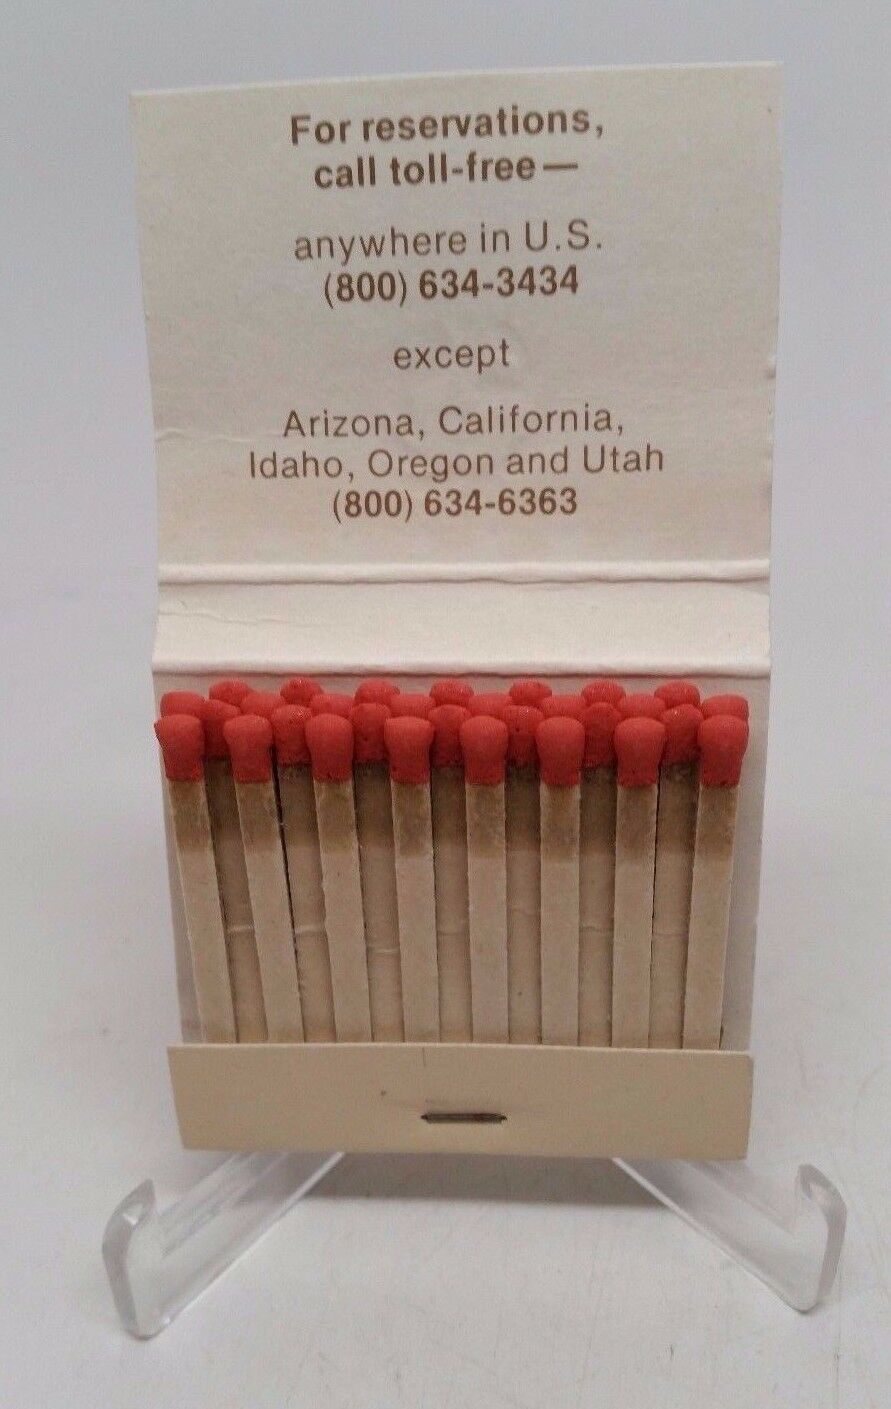 For reservations,
call toll-free—
anywhere in U.S.
(800) 634-3434
except
Arizona, California,
Idaho, Oregon and Utah
(800) 634-6363